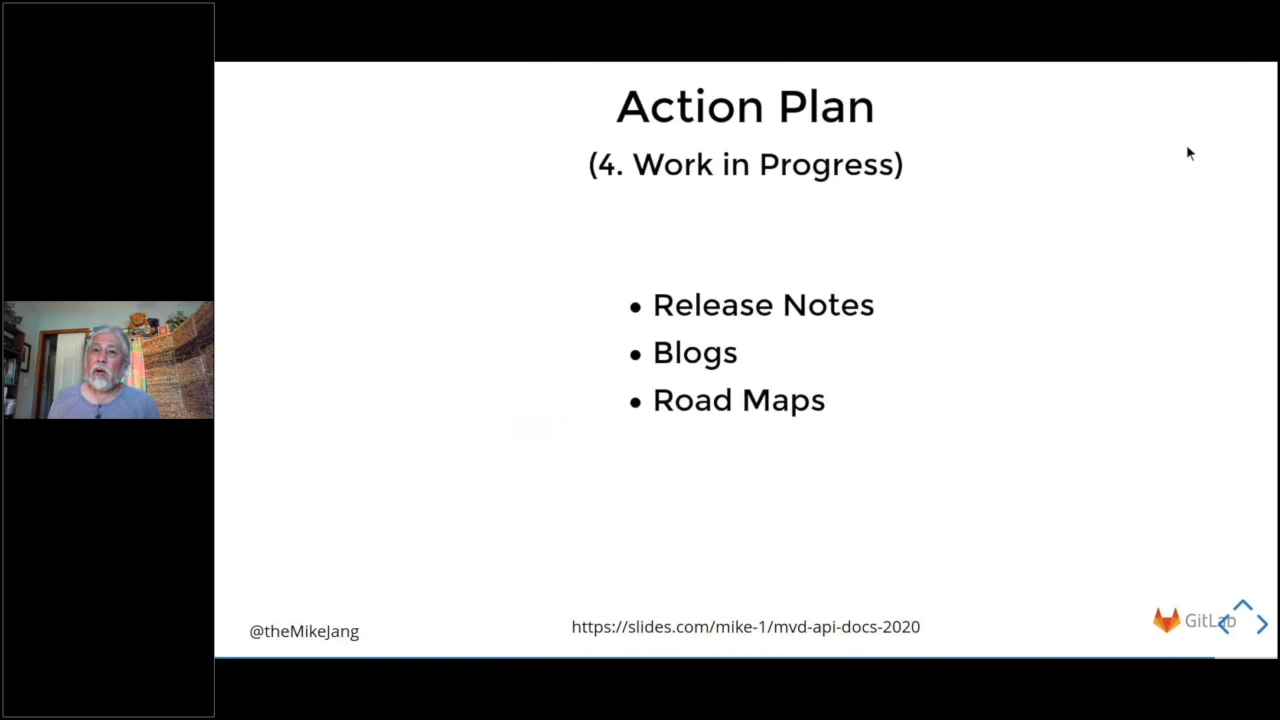 Action Plan
(4. Work in Progress)
• Release Notes
• Blogs
• Road Maps
@theMikeJang
https://slides.com/mike-1/mvd-api-docs-2020
GitLab